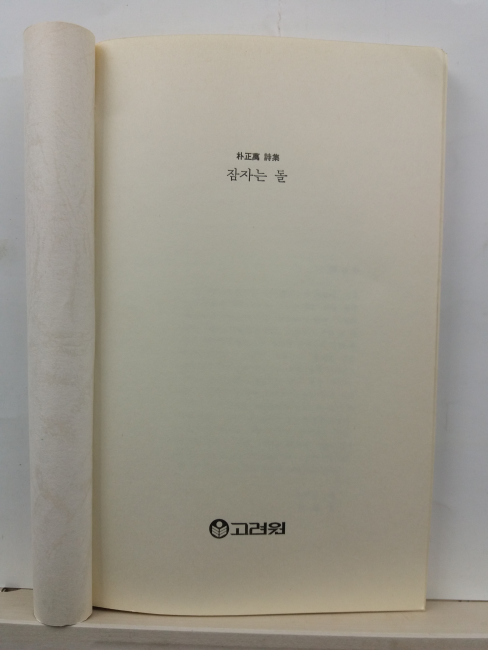 朴正萬 詩集
잠자는 돌
고려원